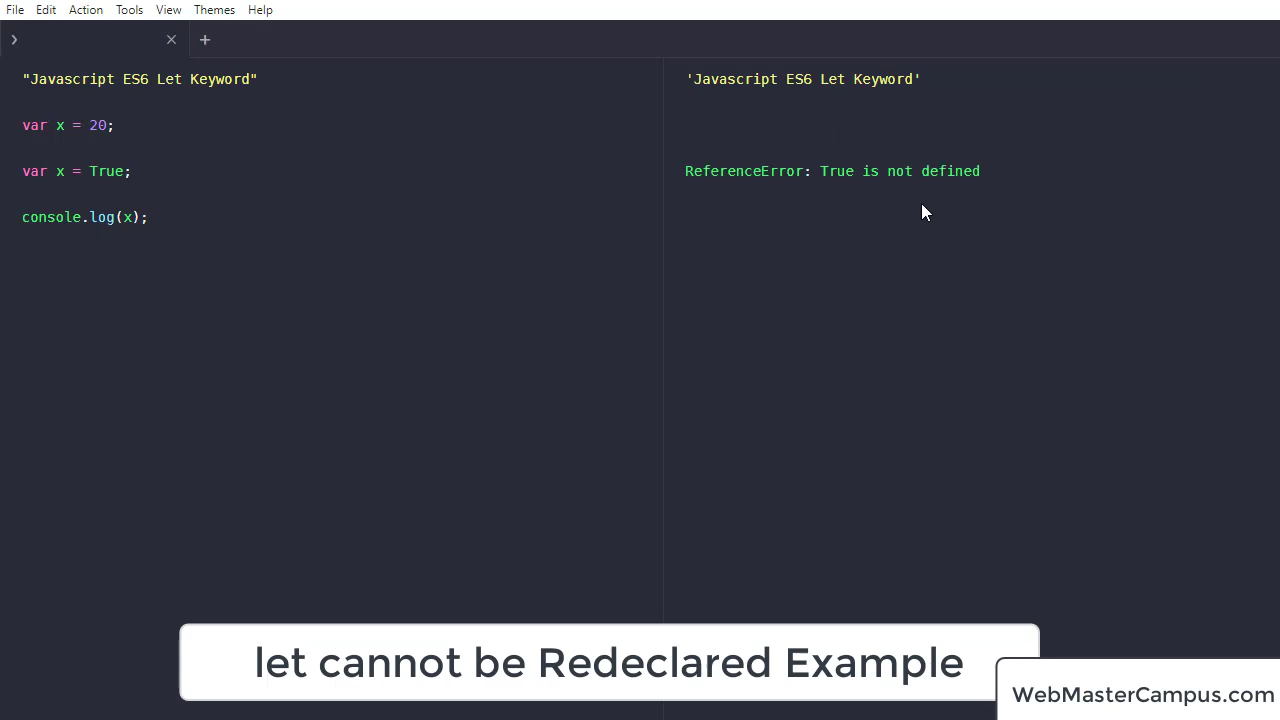 File Edit Action Tools View Themes Help
"Javascript ES6 Let Keyword"
var x = 20;
var x = True;
console.log(x);
'Javascript ES6 Let Keyword'
ReferenceError: True is not defined
let cannot be Redeclared Example
WebMasterCampus.com